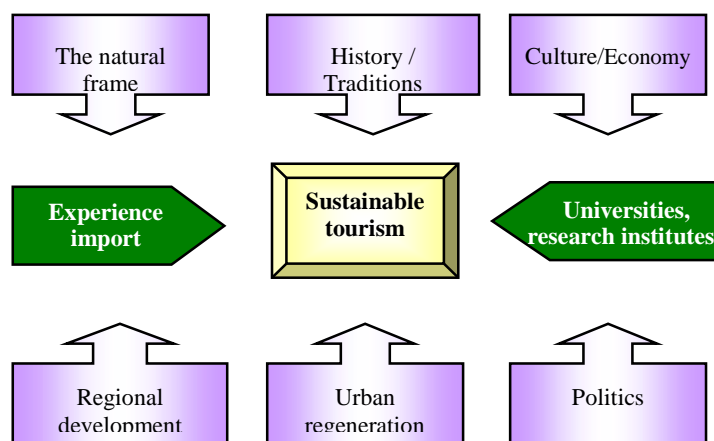 The natural
frame
History /
Traditions
Culture/Economy
Experience
import
Sustainable
tourism
Universities,
research institutes
Regional
development
Urban
regeneration
Politics